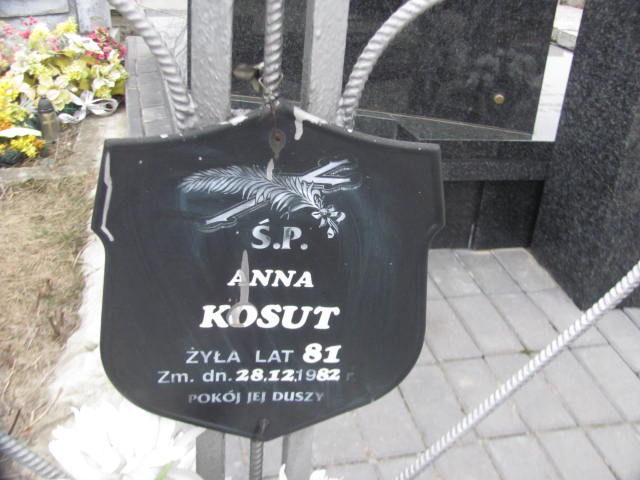 Ś.P.
ANNA
KOSUT
ŻYŁA LAT 81
Zm. dn. 28.12.1982 r
POKÓJ JEJ DUSZY